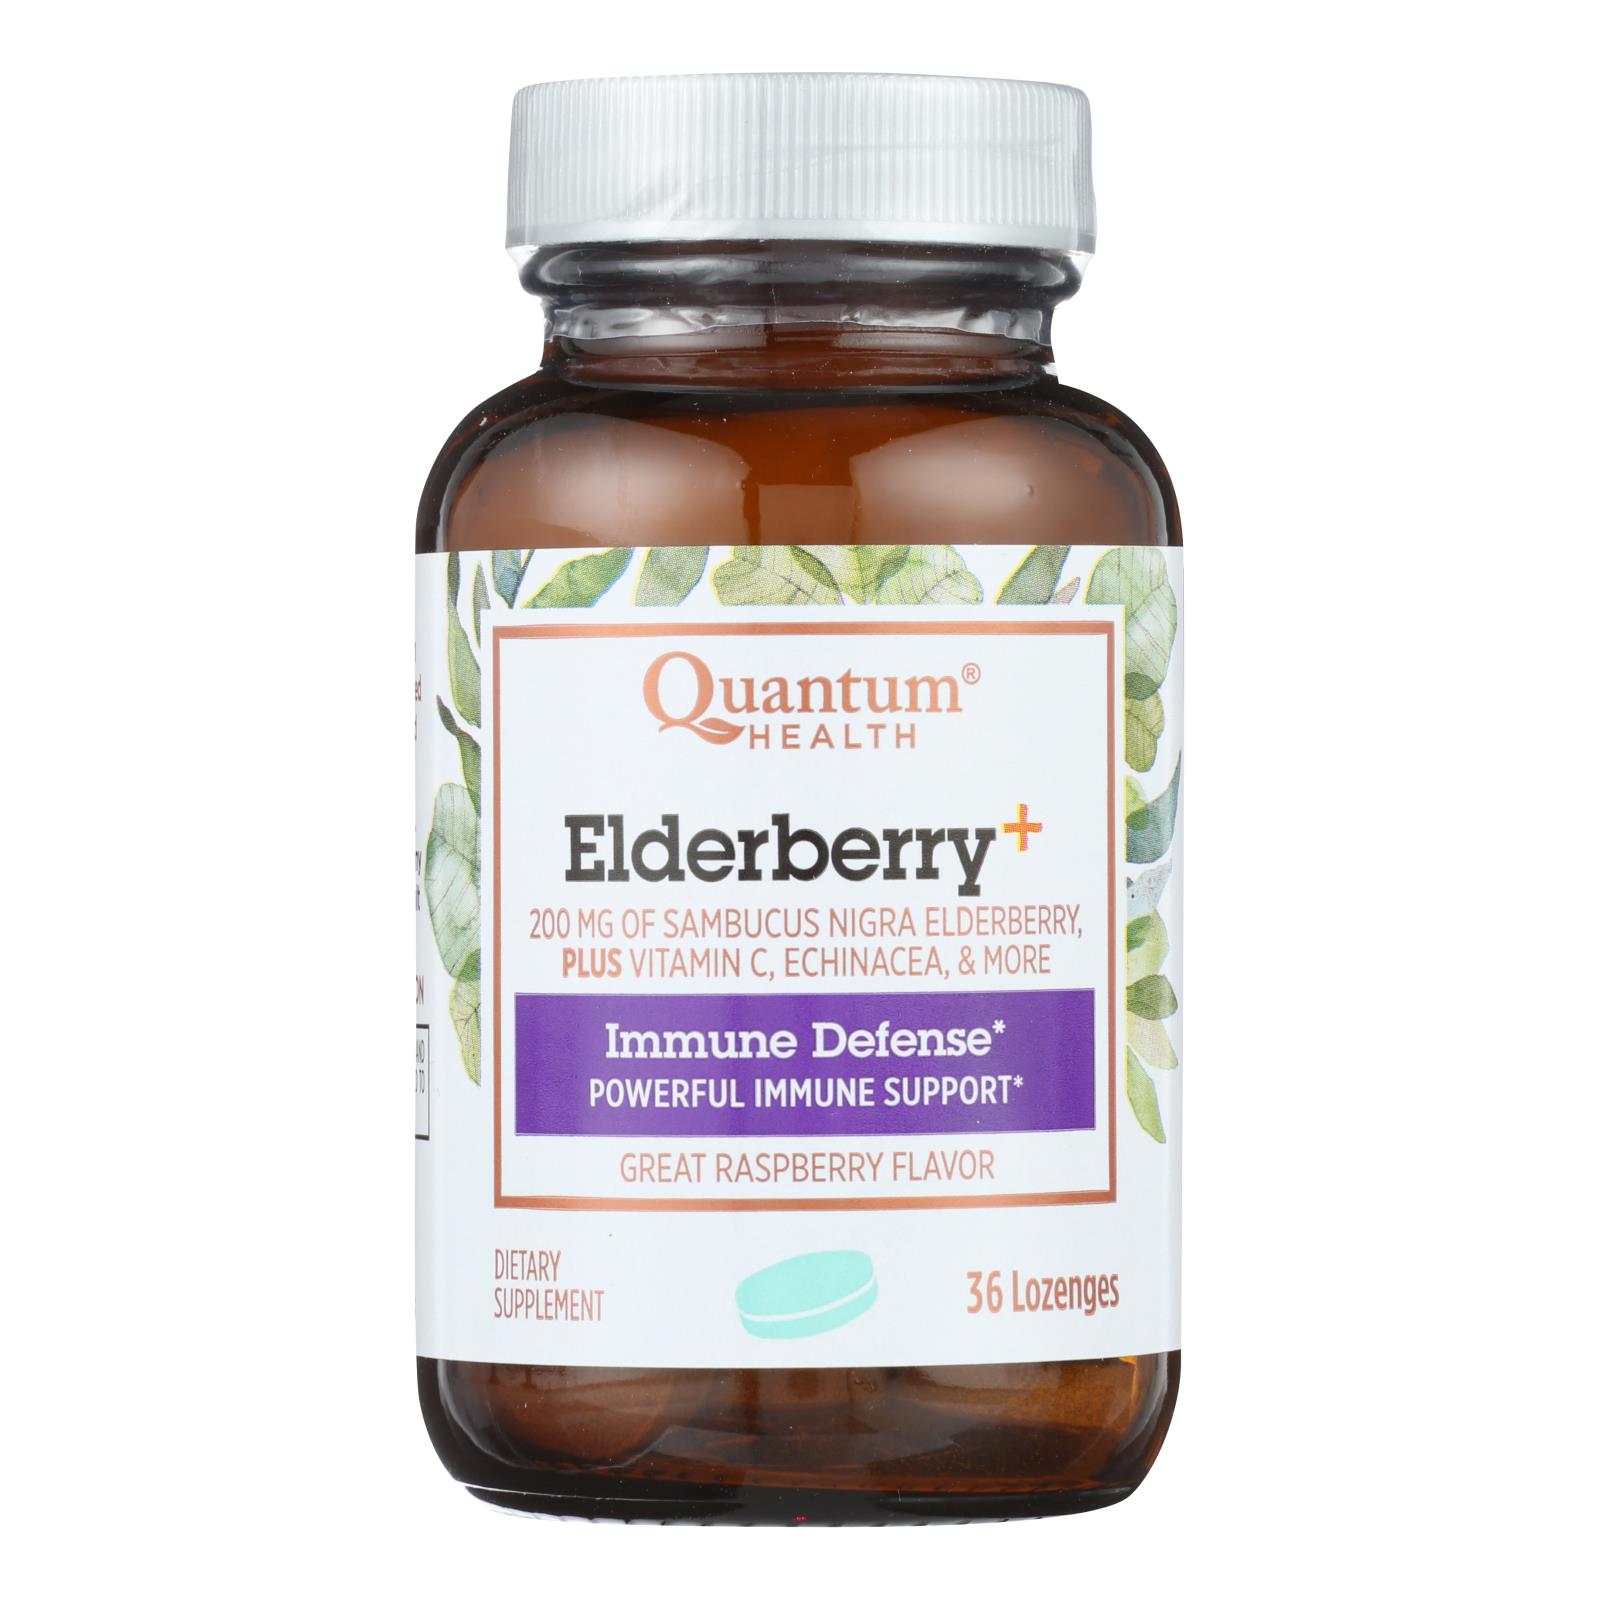 Quantum®
HEALTH
Elderberry+
200 MG OF SAMBUCUS NIGRA ELDERBERRY,
PLUS VITAMIN C, ECHINACEA, & MORE
Immune Defense*
POWERFUL IMMUNE SUPPORT*
GREAT RASPBERRY FLAVOR
DIETARY
SUPPLEMENT
36 Lozenges